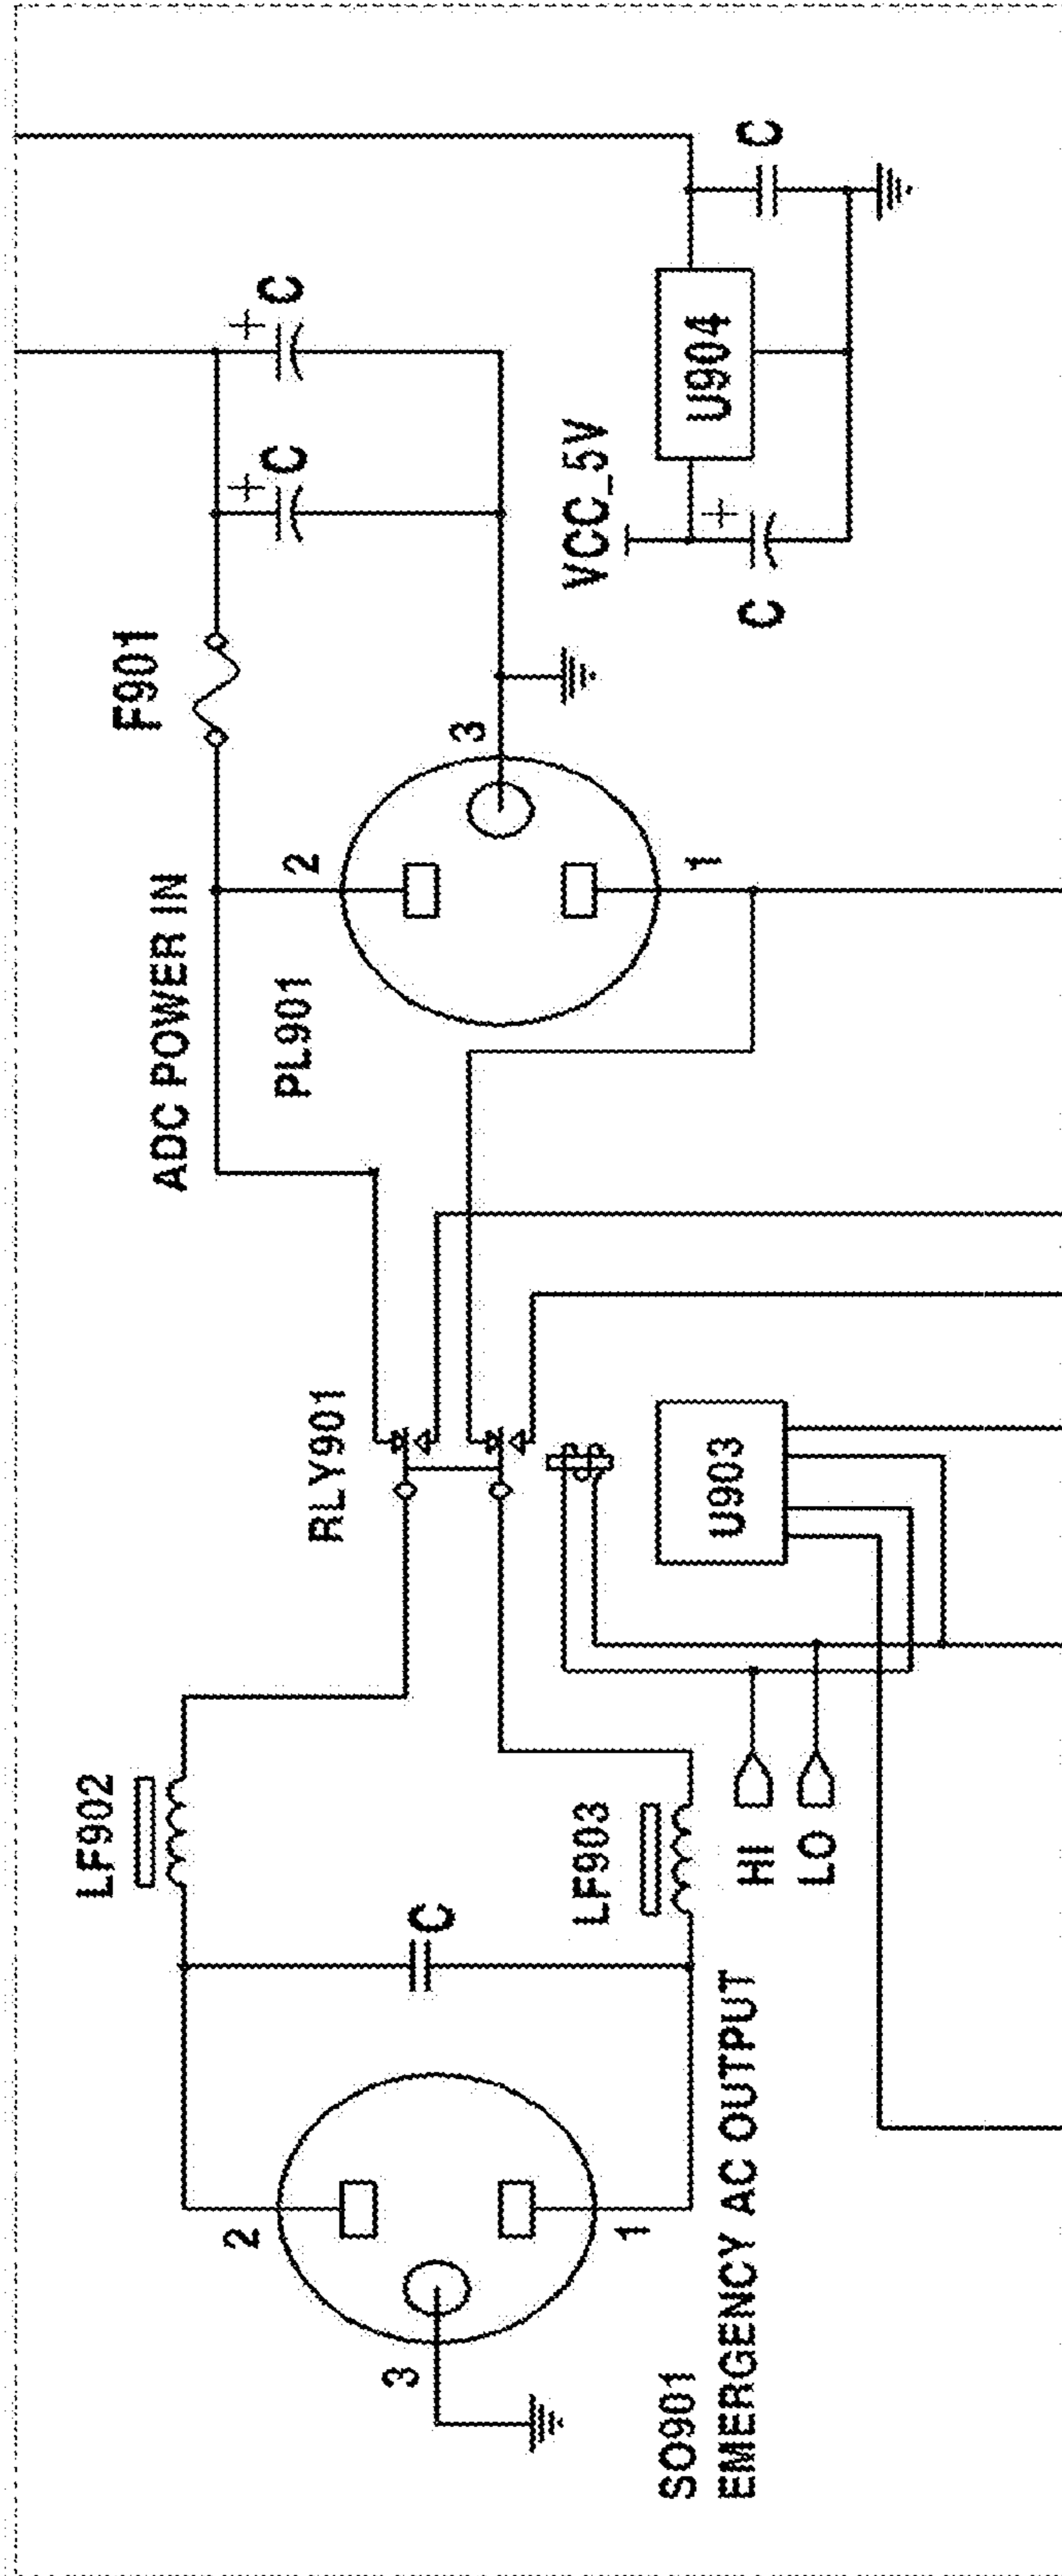 LF902
C
2
3
1
SO901
EMERGENCY AC OUTPUT
LF903
HI
LO
RLY901
U903
ADC POWER IN
PL901
2
3
1
F901
+
C
+
C
VCC_5V
+
C
U904
C